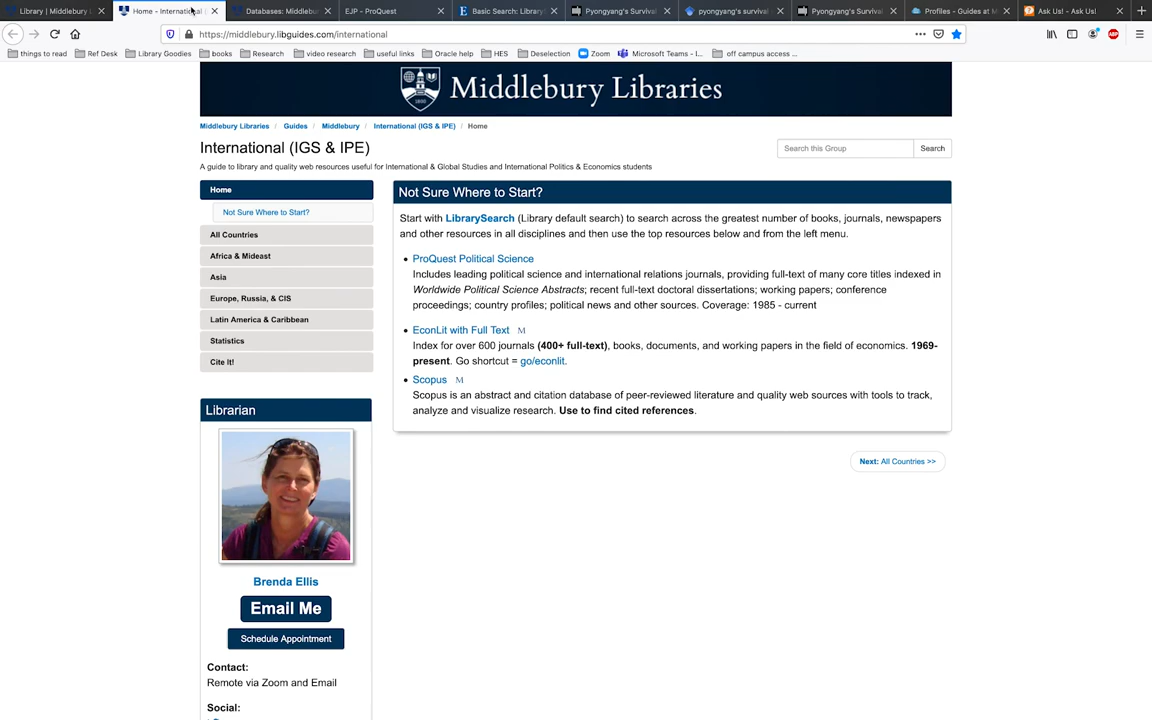 Library | Middlebury
Home - International
Databases: Middlebu
EJP - ProQuest
Basic Search: Library
Pyongyang's Survival
pyongyang's survival
Pyongyang's Survival
Profiles - Guides at M
Ask Us! - Ask Us!
https://middlebury.libguides.com/international
things to read
Ref Desk
Library Goodies
books
Research
video research
useful links
Oracle help
HES
Deselection
Zoom
Microsoft Teams - I...
off campus access ...
1800
Middlebury Libraries
Middlebury Libraries / Guides / Middlebury / International (IGS & IPE) / Home
International (IGS & IPE)
Search this Group
Search
A guide to library and quality web resources useful for International & Global Studies and International Politics & Economics students
Home
Not Sure Where to Start?
All Countries
Africa & Mideast
Asia
Europe, Russia, & CIS
Latin America & Caribbean
Statistics
Cite It!
Not Sure Where to Start?
Start with LibrarySearch (Library default search) to search across the greatest number of books, journals, newspapers
and other resources in all disciplines and then use the top resources below and from the left menu.
ProQuest Political Science
Includes leading political science and international relations journals, providing full-text of many core titles indexed in
Worldwide Political Science Abstracts; recent full-text doctoral dissertations; working papers; conference
proceedings; country profiles; political news and other sources. Coverage: 1985 - current
EconLit with Full Text M
Index for over 600 journals (400+ full-text), books, documents, and working papers in the field of economics. 1969-
present. Go shortcut = go/econlit.
Scopus M
Scopus is an abstract and citation database of peer-reviewed literature and quality web sources with tools to track,
analyze and visualize research. Use to find cited references.
Next: All Countries >>
Librarian
Brenda Ellis
Email Me
Schedule Appointment
Contact:
Remote via Zoom and Email
Social: